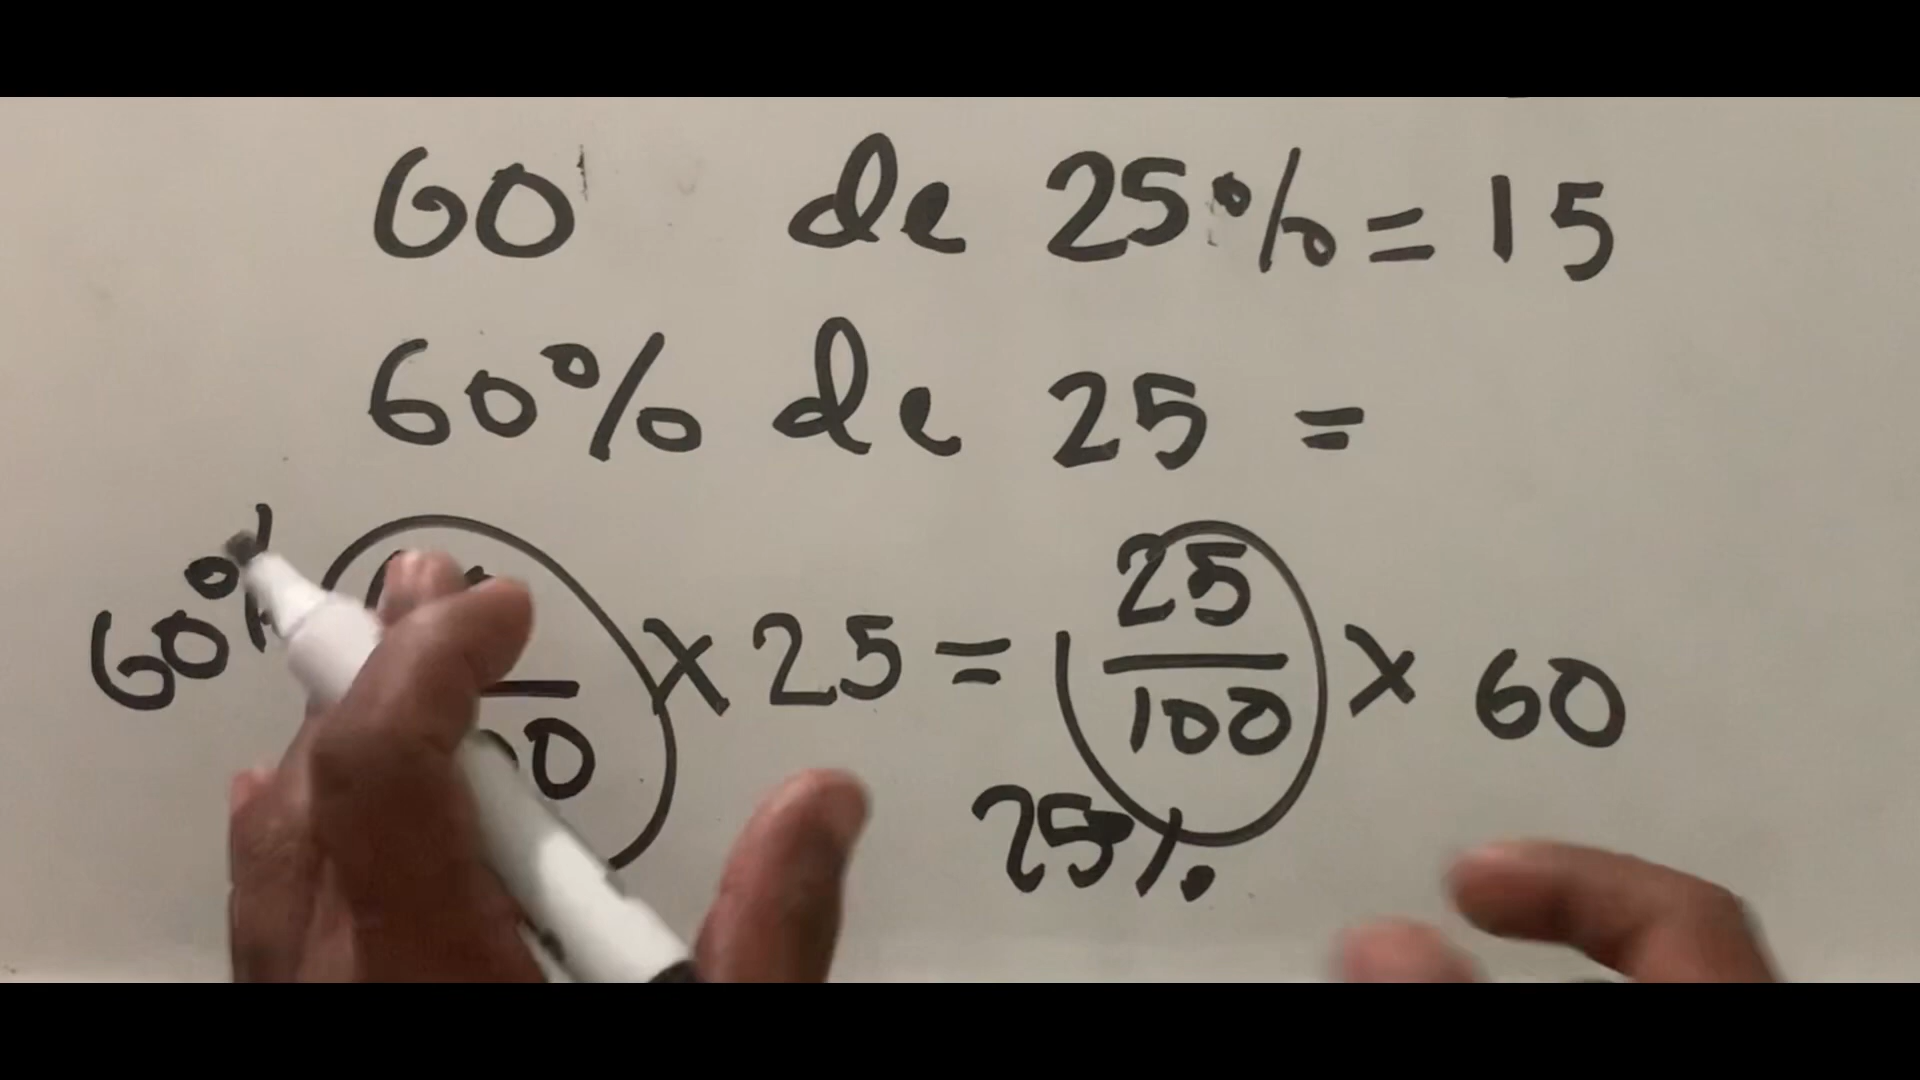 60 de 25% = 15
60% de 25 =
60% × 25 = 25/100 × 60
25%